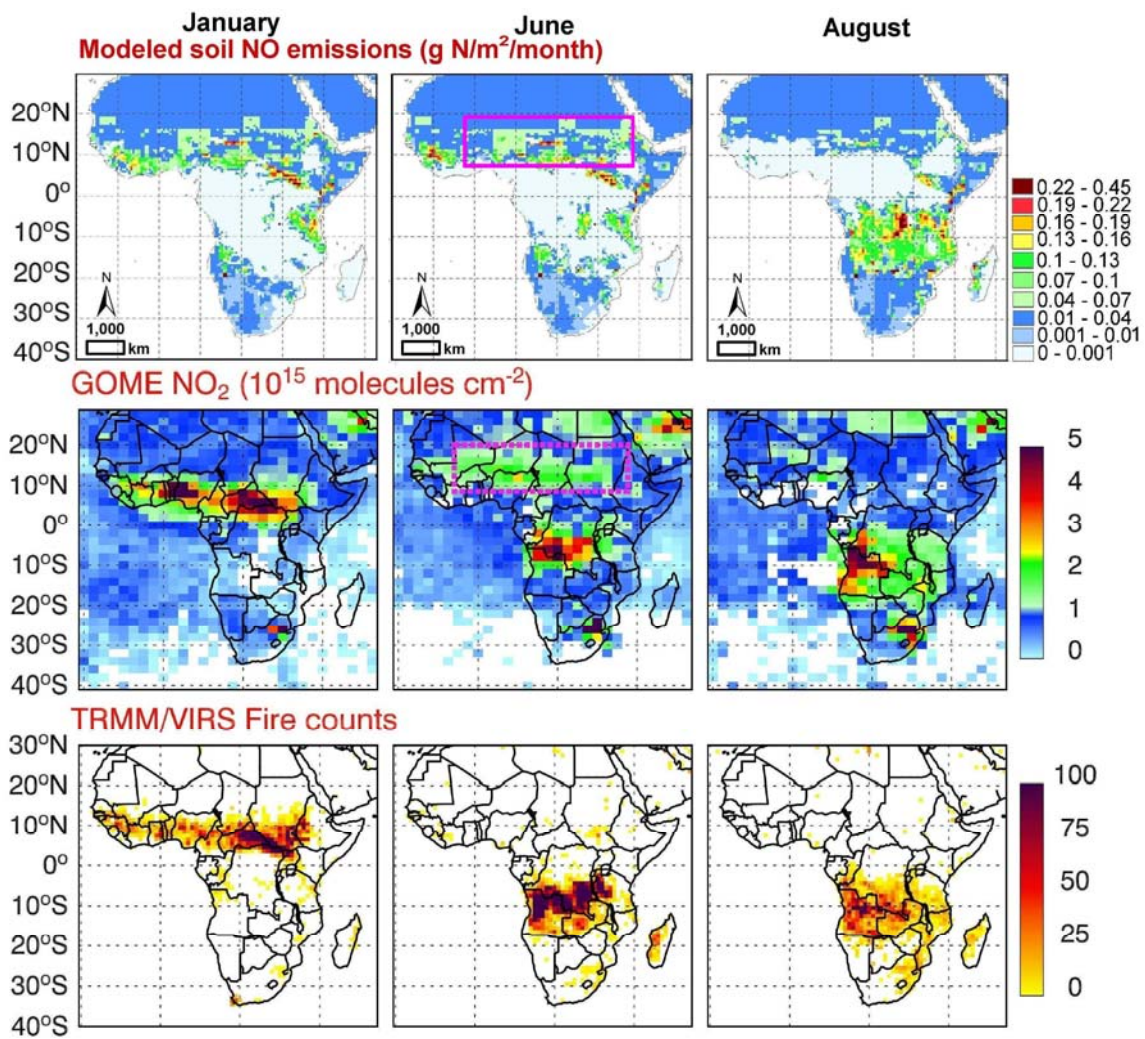 January June August
Modeled soil NO emissions (g N/m²/month)
20°N
10°N
0°
10°S
20°S
30°S
40°S
N
1,000
km
N
1,000
km
N
1,000
km
0.22 - 0.45
0.19 - 0.22
0.16 - 0.19
0.13 - 0.16
0.1 - 0.13
0.07 - 0.1
0.04 - 0.07
0.01 - 0.04
0.001 - 0.01
0 - 0.001
GOME NO₂ (10¹⁵ molecules cm⁻²)
20°N
10°N
0°
10°S
20°S
30°S
40°S
5
4
3
2
1
0
TRMM/VIRS Fire counts
30°N
20°N
10°N
0°
10°S
20°S
30°S
40°S
100
75
50
25
0